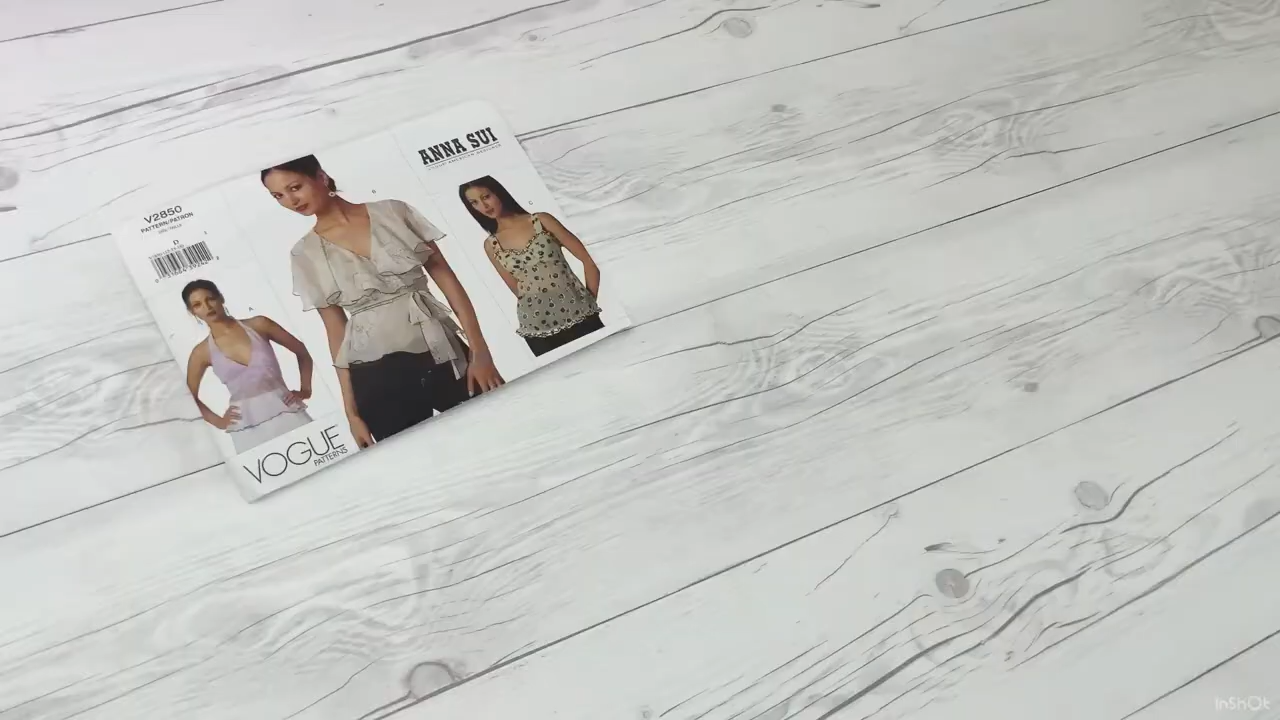 V2850
PATTERN/PATRON
D
A
VOGUE
PATTERNS
B
ANNA SUI
C
InShOt